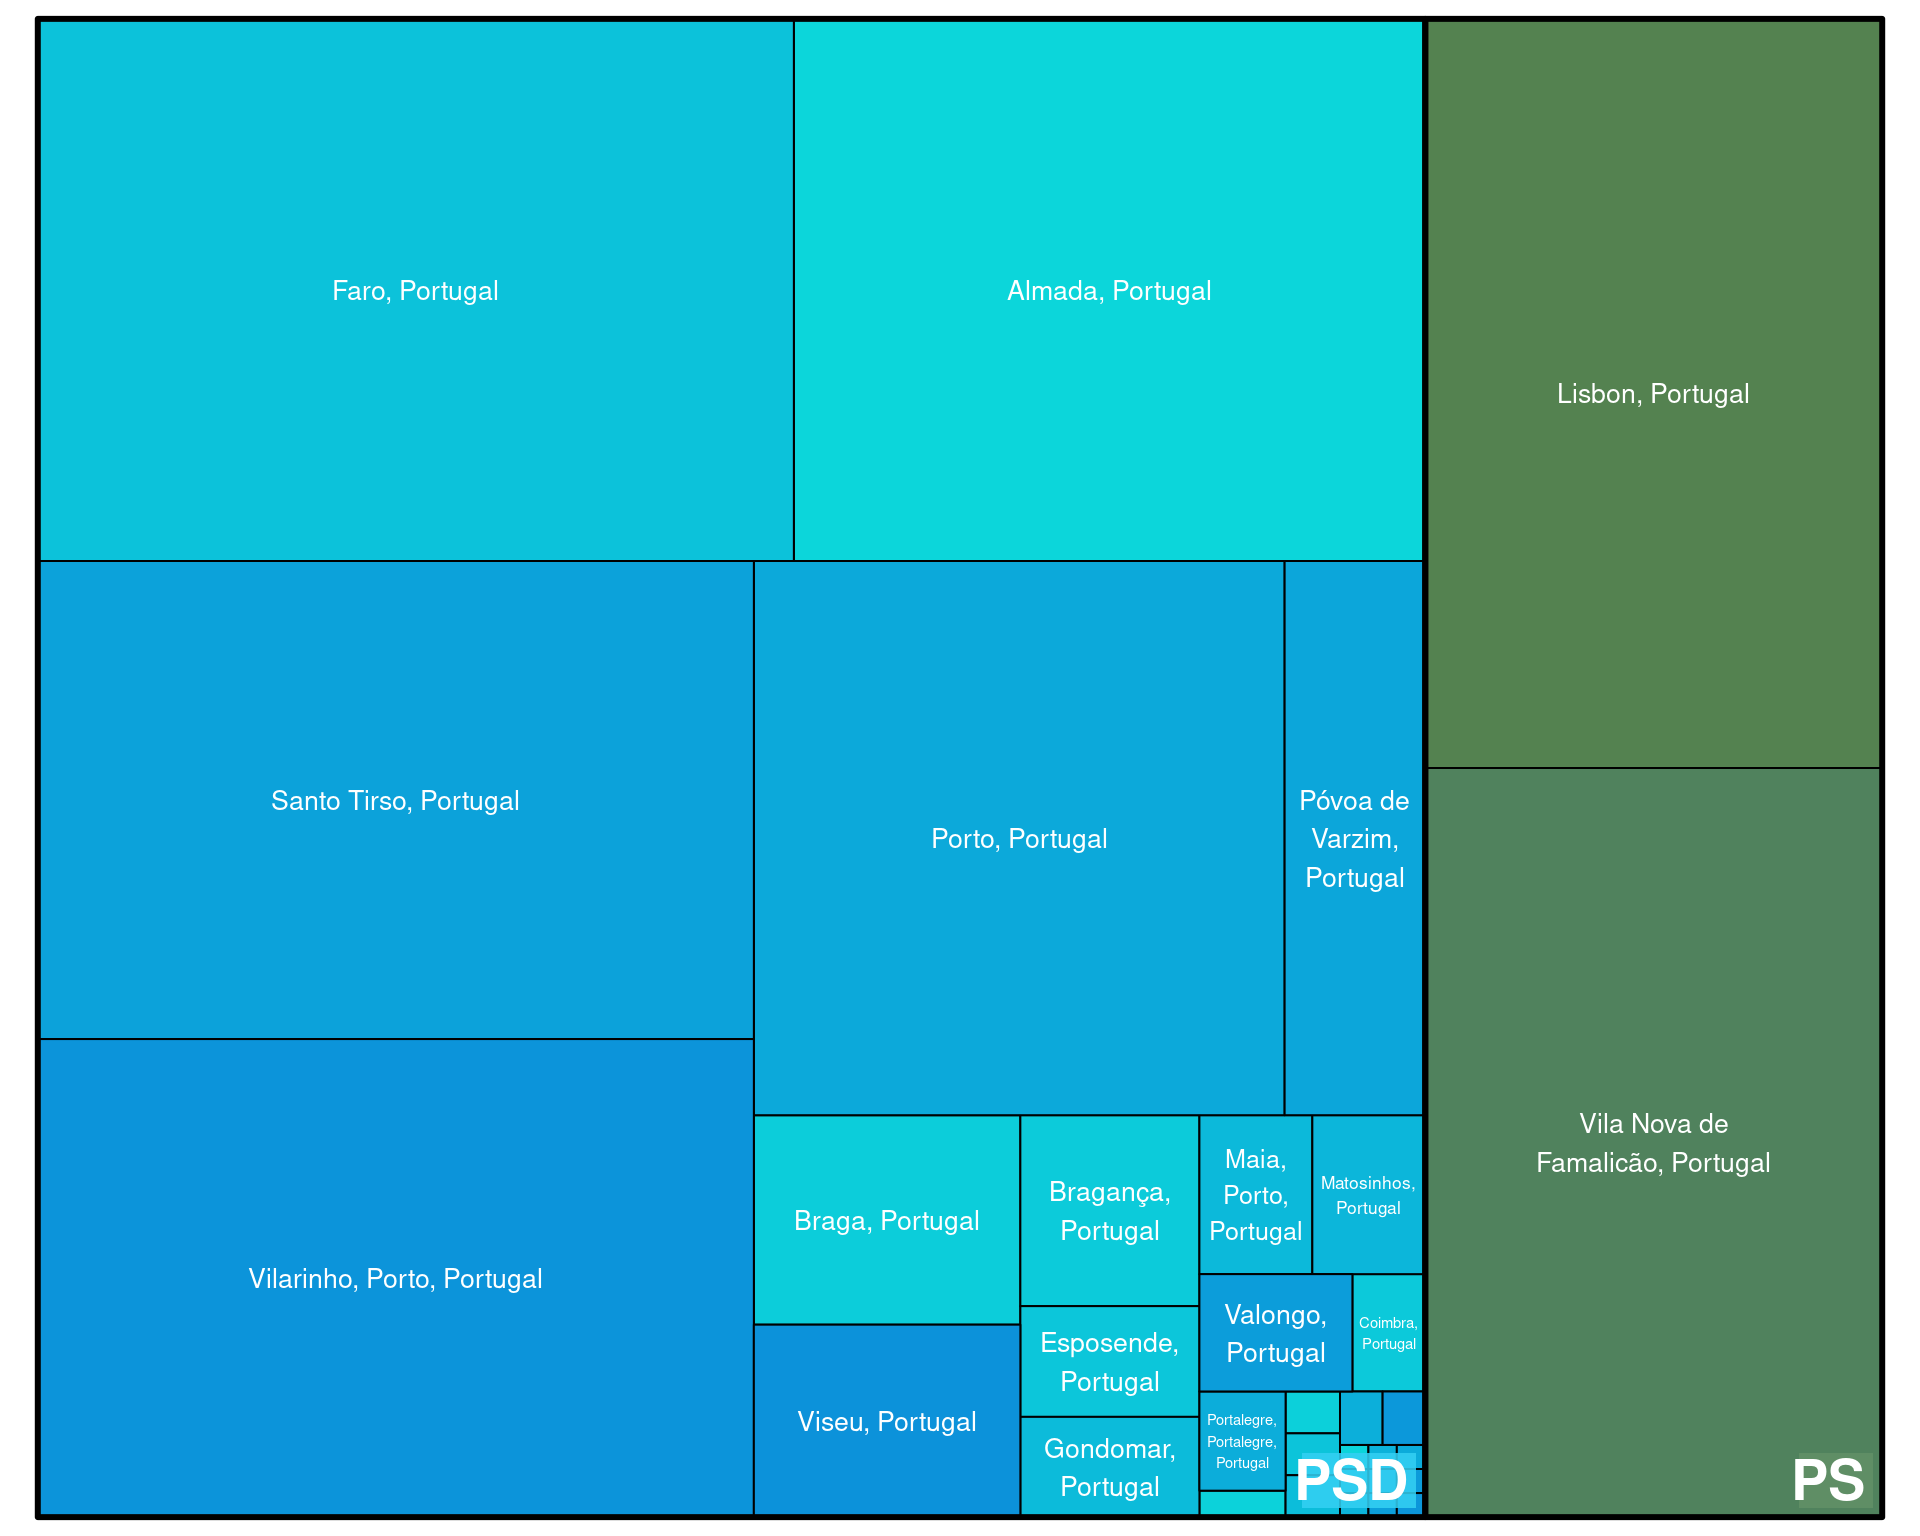 Faro, Portugal
Almada, Portugal
Lisbon, Portugal
Santo Tirso, Portugal
Porto, Portugal
Póvoa de
Varzim,
Portugal
Vila Nova de
Famalicão, Portugal
Vilarinho, Porto, Portugal
Braga, Portugal
Bragança,
Portugal
Maia,
Porto,
Portugal
Matosinhos,
Portugal
Valongo,
Portugal
Coimbra,
Portugal
Esposende,
Portugal
Viseu, Portugal
Gondomar,
Portugal
Portalegre,
Portalegre,
Portugal
PSD
PS